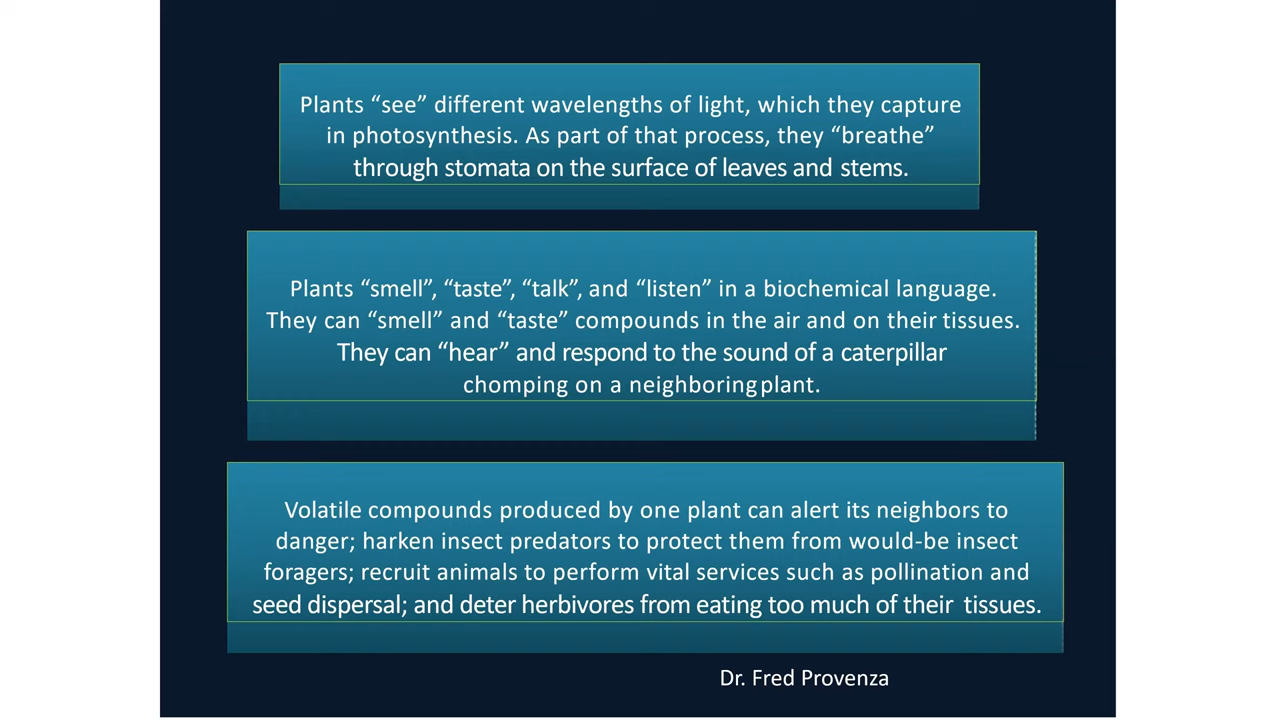 Plants “see” different wavelengths of light, which they capture
in photosynthesis. As part of that process, they “breathe”
through stomata on the surface of leaves and stems.
Plants “smell”, “taste”, “talk”, and “listen” in a biochemical language.
They can “smell” and “taste” compounds in the air and on their tissues.
They can “hear” and respond to the sound of a caterpillar
chomping on a neighboring plant.
Volatile compounds produced by one plant can alert its neighbors to
danger; harken insect predators to protect them from would-be insect
foragers; recruit animals to perform vital services such as pollination and
seed dispersal; and deter herbivores from eating too much of their tissues.
Dr. Fred Provenza